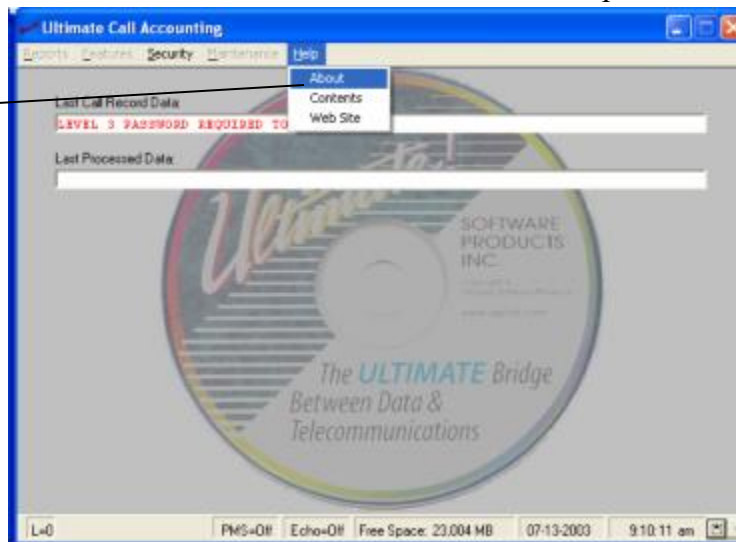 Ultimate Call Accounting
Reports Features Security Maintenance Help
About
Contents
Web Site
Last Call Record Data:
LEVEL 3 PASSWORD REQUIRED TO
Last Processed Data:
Ultimate!
SOFTWARE
PRODUCTS
INC.
The ULTIMATE Bridge
Between Data &
Telecommunications
L=0 PMS=Off Echo=Off Free Space: 23,004 MB 07-13-2003 9:10:11 am